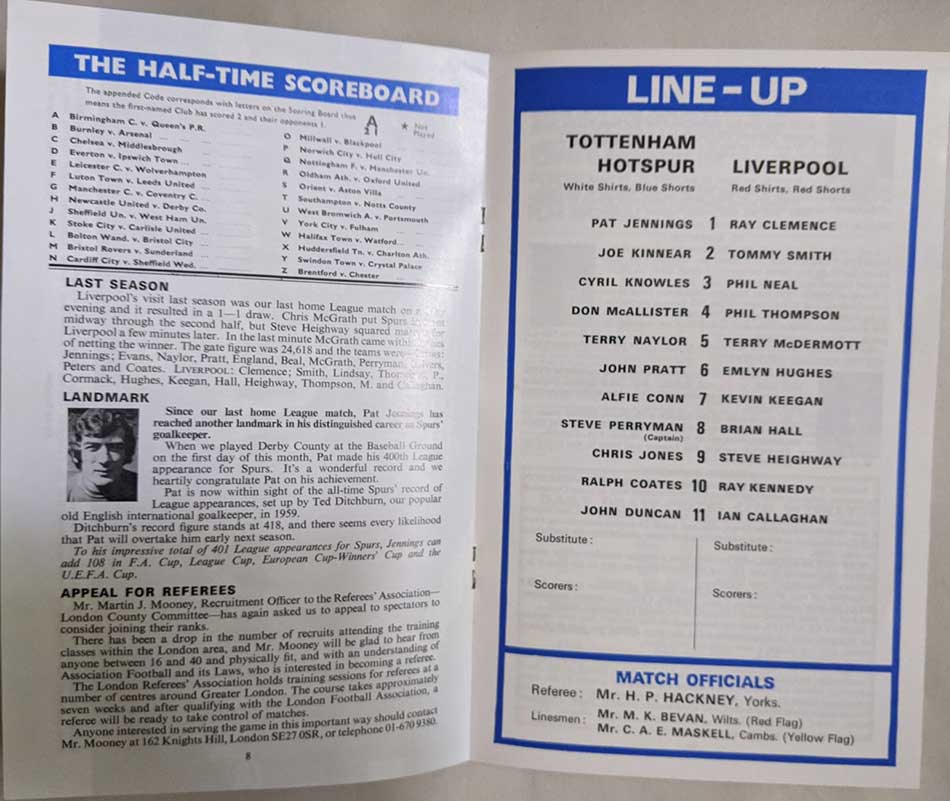 THE HALF-TIME SCOREBOARD
The appended Code corresponds with letters on the Scoring Board thus
means the first-named Club has scored 2 and their opponents 1.
A
2 1
★ Not
Played
A Birmingham C. v. Queen's P.R.
B Burnley v. Arsenal
C Chelsea v. Middlesbrough
D Everton v. Ipswich Town ...
E Leicester C. v. Wolverhampton
F Luton Town v. Leeds United
G Manchester C. v. Coventry C.
H Newcastle United v. Derby Co.
J Sheffield Un. v. West Ham Un.
K Stoke City v. Carlisle United
L Bolton Wand. v. Bristol City
M Bristol Rovers v. Sunderland
N Cardiff City v. Sheffield Wed.
O Millwall v. Blackpool
P Norwich City v. Hull City
Q Nottingham F. v. Manchester Un.
R Oldham Ath. v. Oxford United
S Orient v. Aston Villa
T Southampton v. Notts County
U West Bromwich A. v. Portsmouth
V York City v. Fulham
W Halifax Town v. Watford
X Huddersfield Tn. v. Charlton Ath.
Y Swindon Town v. Crystal Palace
Z Brentford v. Chester
LAST SEASON
Liverpool's visit last season was our last home League match on
evening and it resulted in a 1—1 draw. Chris McGrath put Spurs
midway through the second half, but Steve Heighway squared
Liverpool a few minutes later. In the last minute McGrath came
of netting the winner. The gate figure was 24,618 and the teams
Jennings; Evans, Naylor, Pratt, England, Beal, McGrath, Perryman,
Peters and Coates. LIVERPOOL: Clemence; Smith, Lindsay, P.,
Cormack, Hughes, Keegan, Hall, Heighway, Thompson, M. and Callaghan.
LANDMARK
Since our last home League match, Pat Jennings has
reached another landmark in his distinguished career as Spurs'
goalkeeper.
When we played Derby County at the Baseball Ground
on the first day of this month, Pat made his 400th League
appearance for Spurs. It's a wonderful record and we
heartily congratulate Pat on his achievement.
Pat is now within sight of the all-time Spurs' record of
League appearances, set up by Ted Ditchburn, our popular
old English international goalkeeper, in 1959.
Ditchburn's record figure stands at 418, and there seems every likelihood
that Pat will overtake him early next season.
To his impressive total of 401 League appearances for Spurs, Jennings can
add 108 in F.A. Cup, League Cup, European Cup-Winners' Cup and the
U.E.F.A. Cup.
APPEAL FOR REFEREES
Mr. Martin J. Mooney, Recruitment Officer to the Referees' Association—
London County Committee—has again asked us to appeal to spectators to
consider joining their ranks.
There has been a drop in the number of recruits attending the training
classes within the London area, and Mr. Mooney will be glad to hear from
anyone between 16 and 40 and physically fit, and with an understanding of
Association Football and its Laws, who is interested in becoming a referee.
The London Referees' Association holds training sessions for referees at a
number of centres around Greater London. The course takes approximately
seven weeks and after qualifying with the London Football Association, a
referee will be ready to take control of matches.
Anyone interested in serving the game in this important way should contact
Mr. Mooney at 162 Knights Hill, London SE27 0SR, or telephone 01-670 9380.
8
LINE-UP
TOTTENHAM
HOTSPUR
White Shirts, Blue Shorts
LIVERPOOL
Red Shirts, Red Shorts
PAT JENNINGS 1 RAY CLEMENCE
JOE KINNEAR 2 TOMMY SMITH
CYRIL KNOWLES 3 PHIL NEAL
DON McALLISTER 4 PHIL THOMPSON
TERRY NAYLOR 5 TERRY McDERMOTT
JOHN PRATT 6 EMLYN HUGHES
ALFIE CONN 7 KEVIN KEEGAN
STEVE PERRYMAN 8 BRIAN HALL
(Captain)
CHRIS JONES 9 STEVE HEIGHWAY
RALPH COATES 10 RAY KENNEDY
JOHN DUNCAN 11 IAN CALLAGHAN
Substitute: Substitute:
Scorers: Scorers:
MATCH OFFICIALS
Referee: Mr. H. P. HACKNEY, Yorks.
Linesmen: Mr. M. K. BEVAN, Wilts. (Red Flag)
Mr. C. A. E. MASKELL, Cambs. (Yellow Flag)